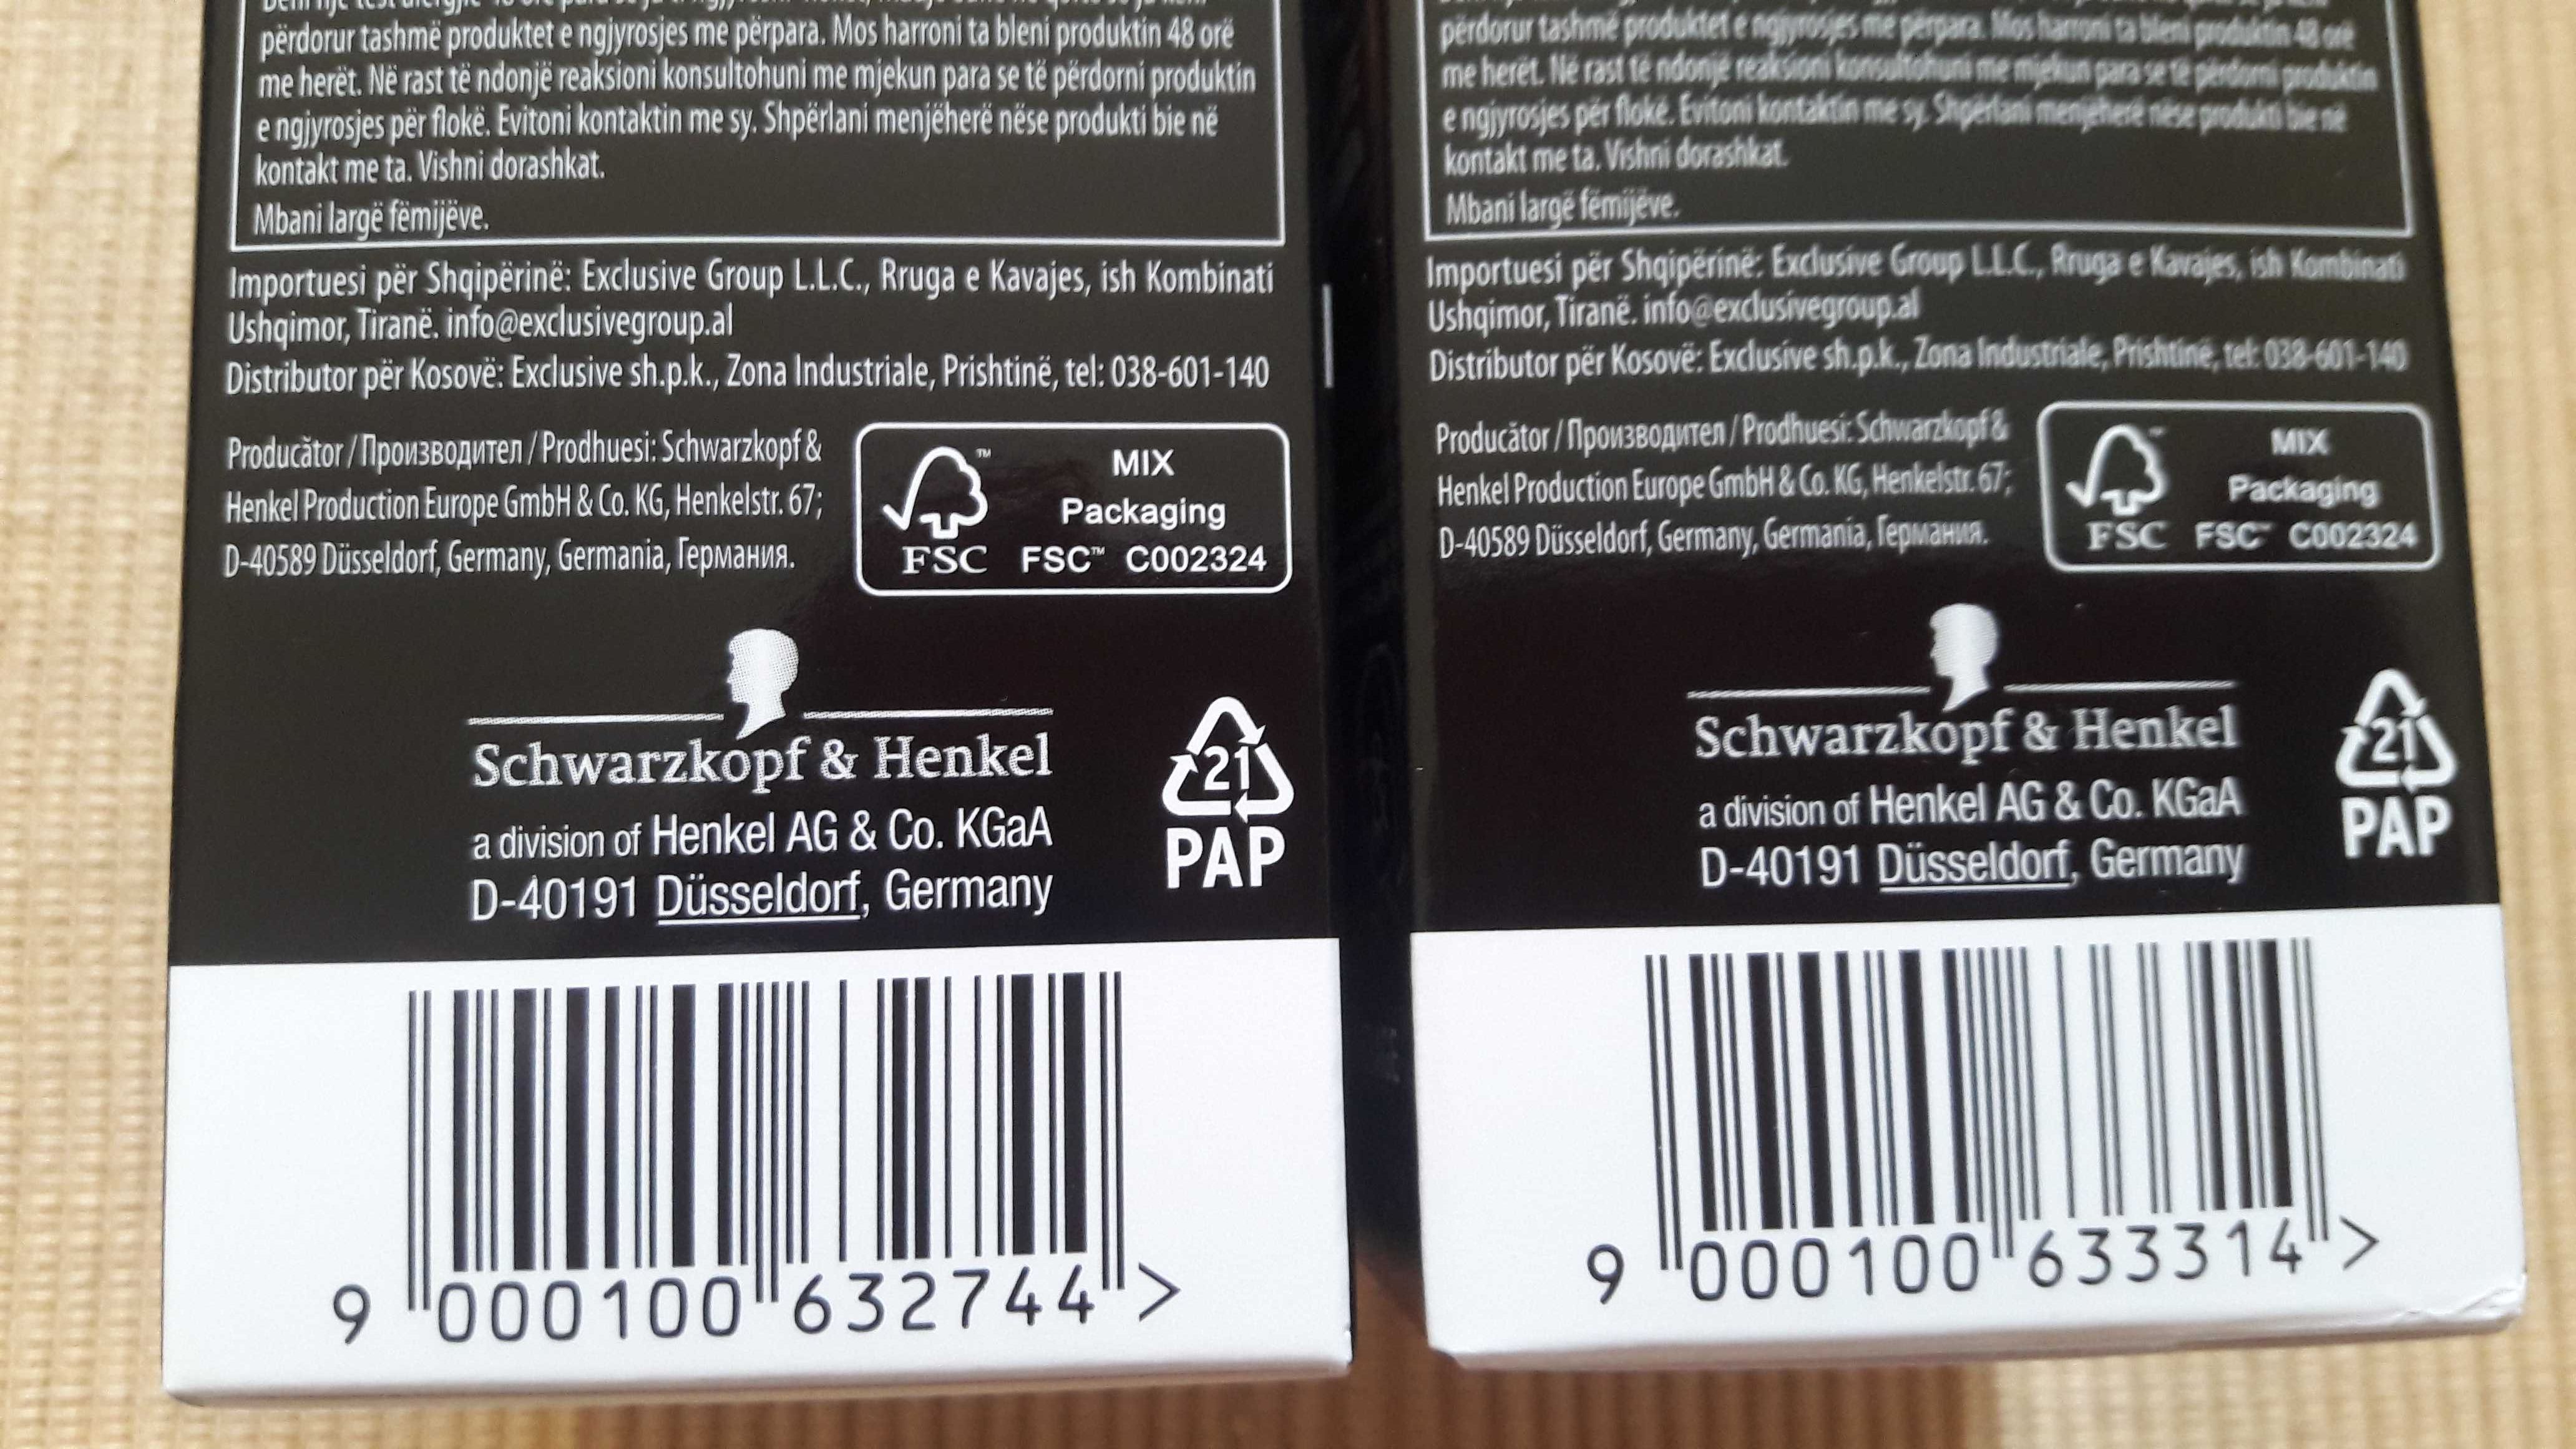 përdorur tashmë produktet e ngjyrosjes me përpara. Mos harroni ta bleni produktin 48 orë
me herët. Në rast të ndonjë reaksioni konsultohuni me mjekun para se të përdorni produktin
e ngjyrosjes për flokë. Evitoni kontaktin me sy. Shpërlani menjëherë nëse produkti bie në
kontakt me ta. Vishni dorashkat.
Mbani largë fëmijëve.
Importuesi për Shqipërinë: Exclusive Group L.L.C., Rruga e Kavajes, ish Kombinati
Ushqimor, Tiranë. info@exclusivegroup.al
Distributor për Kosovë: Exclusive sh.p.k., Zona Industriale, Prishtinë, tel: 038-601-140
Producător / Производител / Prodhuesi: Schwarzkopf &
Henkel Production Europe GmbH & Co. KG, Henkelstr. 67;
D-40589 Düsseldorf, Germany, Germania, Германия.
™ MIX
Packaging
FSC FSC™ C002324
Schwarzkopf & Henkel
a division of Henkel AG & Co. KGaA
D-40191 Düsseldorf, Germany
21
PAP
9 000100 632744 >
përdorur tashmë produktet e ngjyrosjes me përpara. Mos harroni ta bleni produktin 48 orë
me herët. Në rast të ndonjë reaksioni konsultohuni me mjekun para se të përdorni produktin
e ngjyrosjes për flokë. Evitoni kontaktin me sy. Shpërlani menjëherë nëse produkti bie në
kontakt me ta. Vishni dorashkat.
Mbani largë fëmijëve.
Importuesi për Shqipërinë: Exclusive Group L.L.C., Rruga e Kavajes, ish Kombinati
Ushqimor, Tiranë. info@exclusivegroup.al
Distributor për Kosovë: Exclusive sh.p.k., Zona Industriale, Prishtinë, tel: 038-601-140
Producător / Производител / Prodhuesi: Schwarzkopf &
Henkel Production Europe GmbH & Co. KG, Henkelstr. 67;
D-40589 Düsseldorf, Germany, Germania, Германия.
™ MIX
Packaging
FSC FSC™ C002324
Schwarzkopf & Henkel
a division of Henkel AG & Co. KGaA
D-40191 Düsseldorf, Germany
21
PAP
9 000100 633314 >